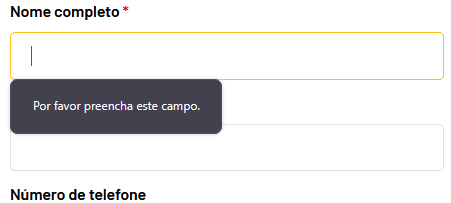 Nome completo *
Por favor preencha este campo.
Número de telefone